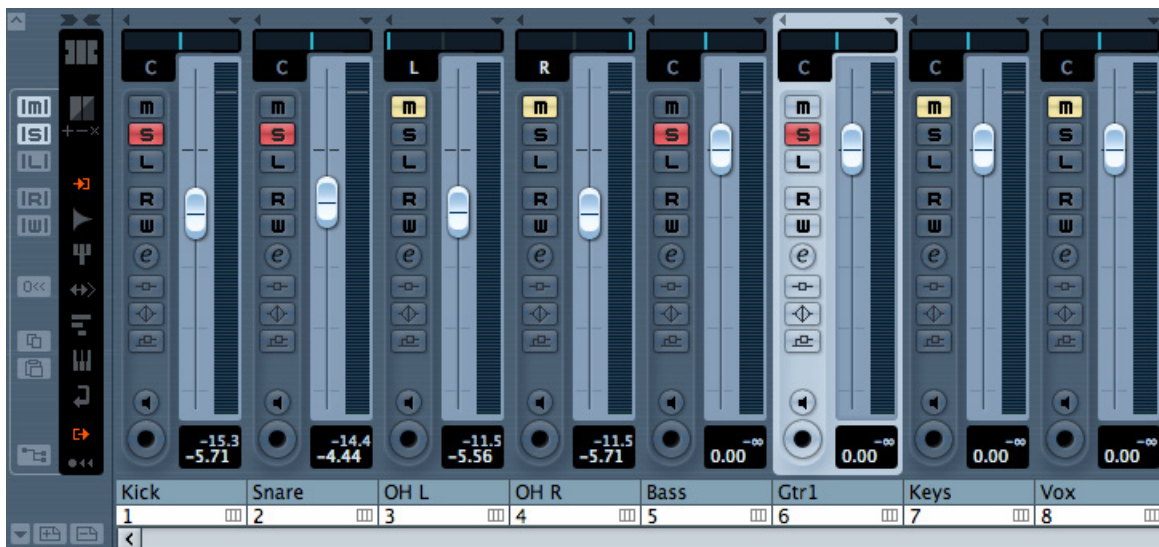 C C L R C C C C
m m m m m m m m m
S S S S S S S S S
L L L L L L L L L
R R R R R R R R R
W W W W W W W W W
e e e e e e e e
0<<
-15.3 -14.4 -11.5 -11.5 -∞ -∞ -∞ -∞
-5.71 -4.44 -5.56 -5.71 0.00 0.00 0.00 0.00
Kick Snare OH L OH R Bass Gtr1 Keys Vox
1 2 3 4 5 6 7 8